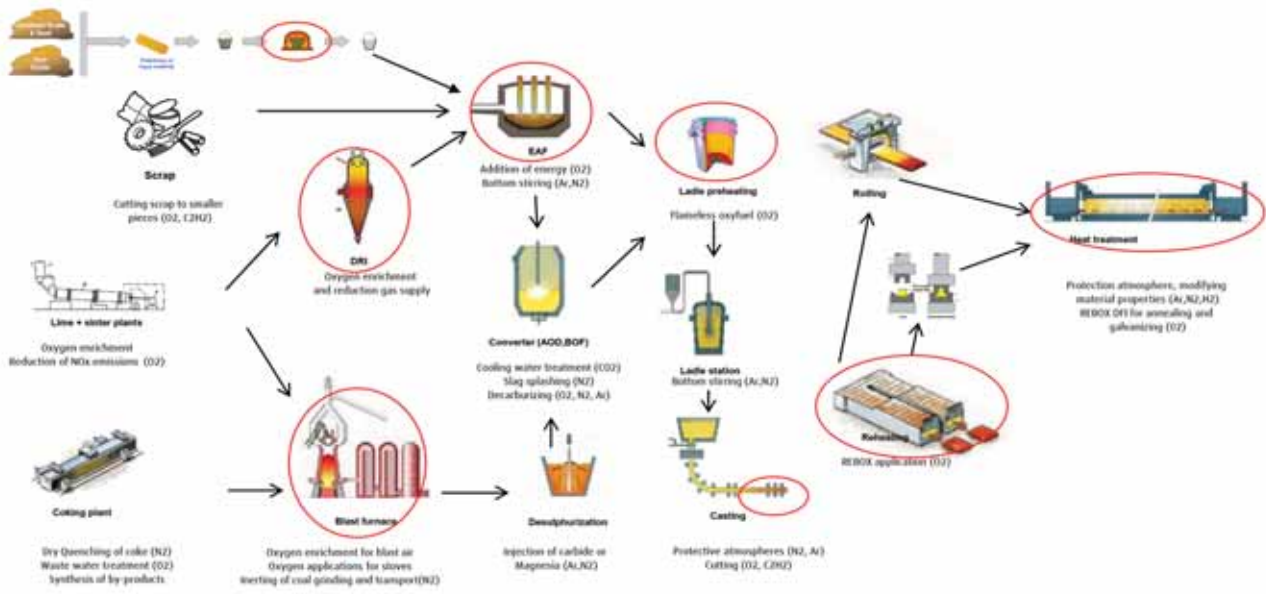 Scrap
Cutting scrap to smaller
pieces (O2, C2H2)
Lime + sinter plants
Oxygen enrichment
Reduction of NOx emissions (O2)
Coking plant
Dry Quenching of coke (N2)
Waste water treatment (O2)
Synthesis of by-products
DRI
Oxygen enrichment
and reduction gas supply
Blast furnace
Oxygen enrichment for blast air
Oxygen applications for stoves
Inerting of coal grinding and transport(N2)
EAF
Addition of energy (O2)
Bottom stirring (Ar,N2)
Converter (AOD,BOF)
Cooling water treatment (CO2)
Slag splashing (N2)
Decarburizing (O2, N2, Ar)
Desulphurization
Injection of carbide or
Magnesia (Ar,N2)
Ladle preheating
Flameless oxyfuel (O2)
Ladle station
Bottom stirring (Ar,N2)
Casting
Protective atmospheres (N2, Ar)
Cutting (O2, C2H2)
Rolling
Reheating
REBOX application (O2)
Heat treatment
Protection atmosphere, modifying
material properties (Ar,N2,H2)
REBOX DFI for annealing and
galvanizing (O2)